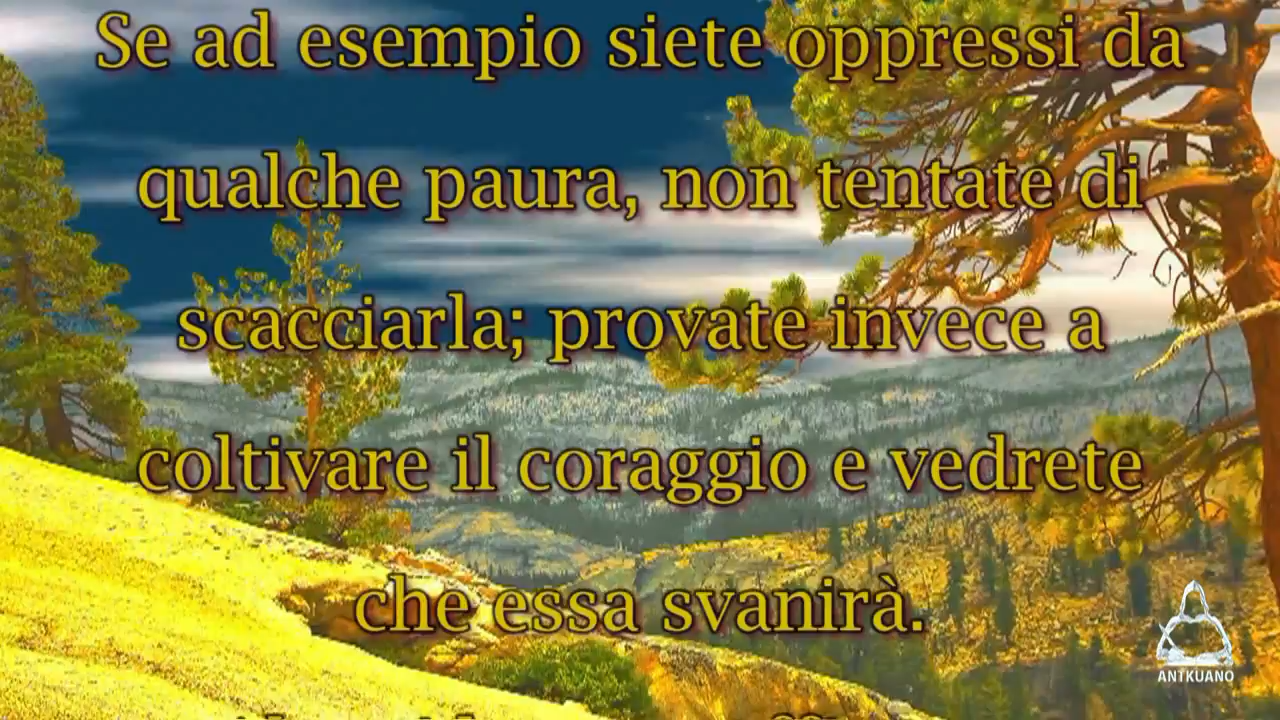 Se ad esempio siete oppressi da
qualche paura, non tentate di
scacciarla; provate invece a
coltivare il coraggio e vedrete
che essa svanirà.
ANTKUANO